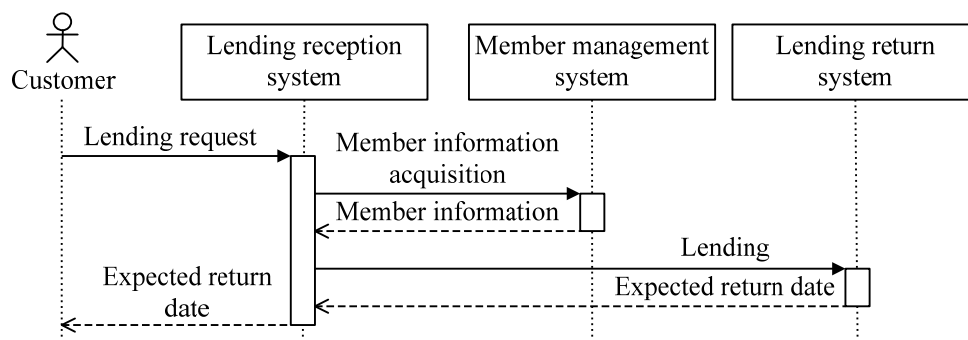 Customer
Lending reception
system
Member management
system
Lending return
system
Lending request
Member information
acquisition
Member information
Lending
Expected return date
Expected return
date